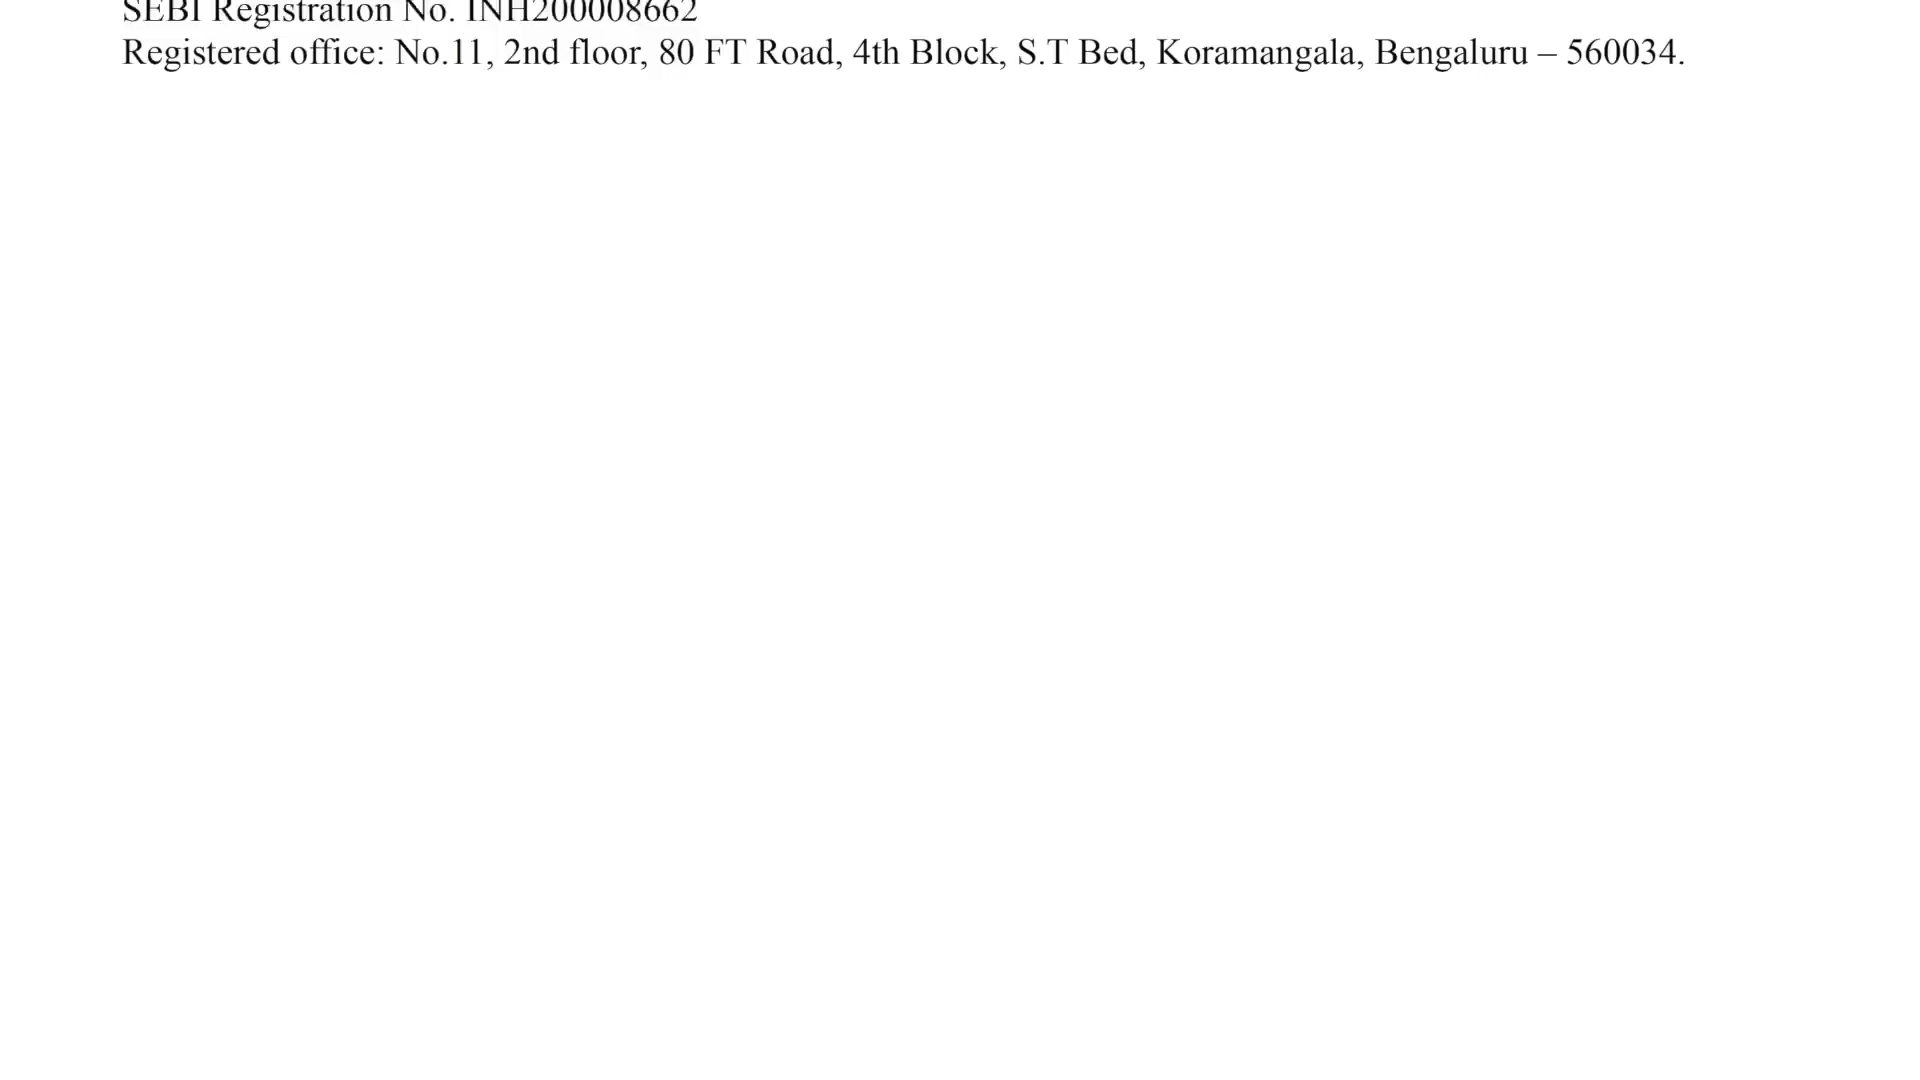 SEBI Registration No. INH200008662
Registered office: No.11, 2nd floor, 80 FT Road, 4th Block, S.T Bed, Koramangala, Bengaluru – 560034.